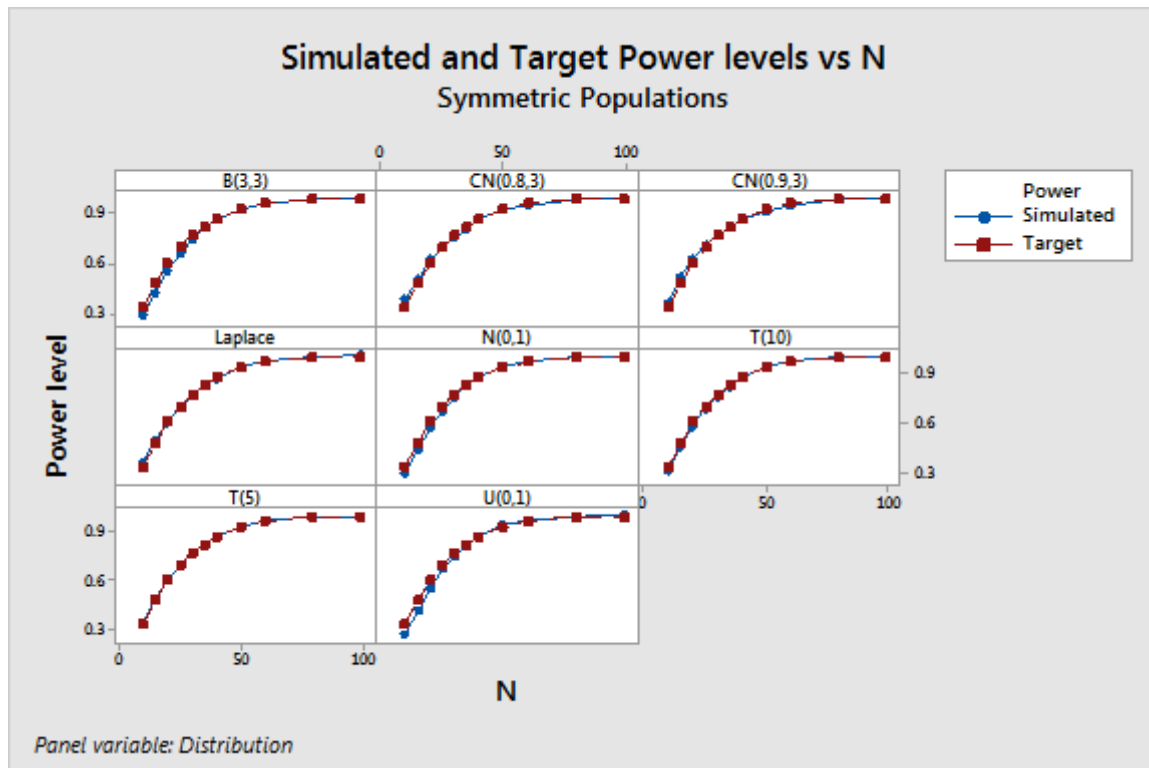 Simulated and Target Power levels vs N
Symmetric Populations
0 50 100
B(3,3) CN(0.8,3) CN(0.9,3)
Power
Simulated
Target
0.9
0.6
0.3
Laplace N(0,1) T(10)
0.9
0.6
0.3
Power level
0 50 100
T(5) U(0,1)
0.9
0.6
0.3
0 50 100
N
Panel variable: Distribution